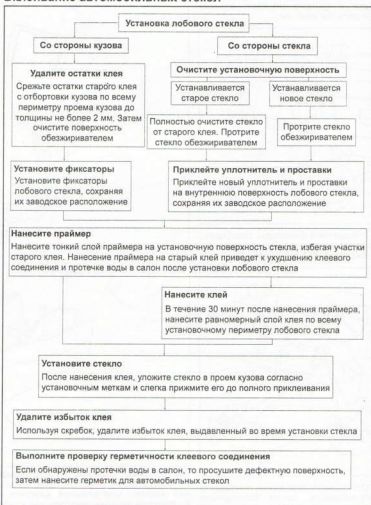 Установка лобового стекла
Со стороны кузова
Со стороны стекла
Удалите остатки клея
Срежьте остатки старого клея
с отбортовки кузова по всему
периметру проема кузова до
толщины не более 2 мм. Затем
очистите поверхность
обезжиривателем
Очистите установочную поверхность
Устанавливается
старое стекло
Устанавливается
новое стекло
Полностью очистите стекло
от старого клея. Протрите
стекло обезжиривателем
Протрите стекло
обезжиривателем
Установите фиксаторы
Установите фиксаторы
лобового стекла, сохраняя
их заводское расположение
Приклейте уплотнитель и проставки
Приклейте новый уплотнитель и проставки
на внутреннюю поверхность лобового стекла,
сохраняя их заводское расположение
Нанесите праймер
Нанесите тонкий слой праймера на установочную поверхность стекла, избегая участки
старого клея. Нанесение праймера на старый клей приведет к ухудшению клеевого
соединения и протечке воды в салон после установки лобового стекла
Нанесите клей
В течение 30 минут после нанесения праймера,
нанесите равномерный слой клея по всему
установочному периметру лобового стекла
Установите стекло
После нанесения клея, уложите стекло в проем кузова согласно
установочным меткам и слегка прижмите его до полного приклеивания
Удалите избыток клея
Используя скребок, удалите избыток клея, выдавленный во время установки стекла
Выполните проверку герметичности клеевого соединения
Если обнаружены протечки воды в салон, то просушите дефектную поверхность,
затем нанесите герметик для автомобильных стекол